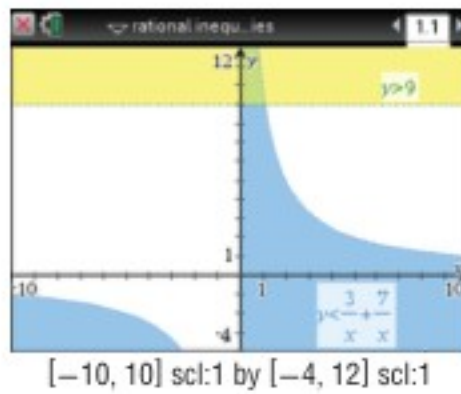 rational inequ...ies 1.1
12 y
y>9
1
-10 1 10
y<3/x+7/x
-4
[−10, 10] scl:1 by [−4, 12] scl:1